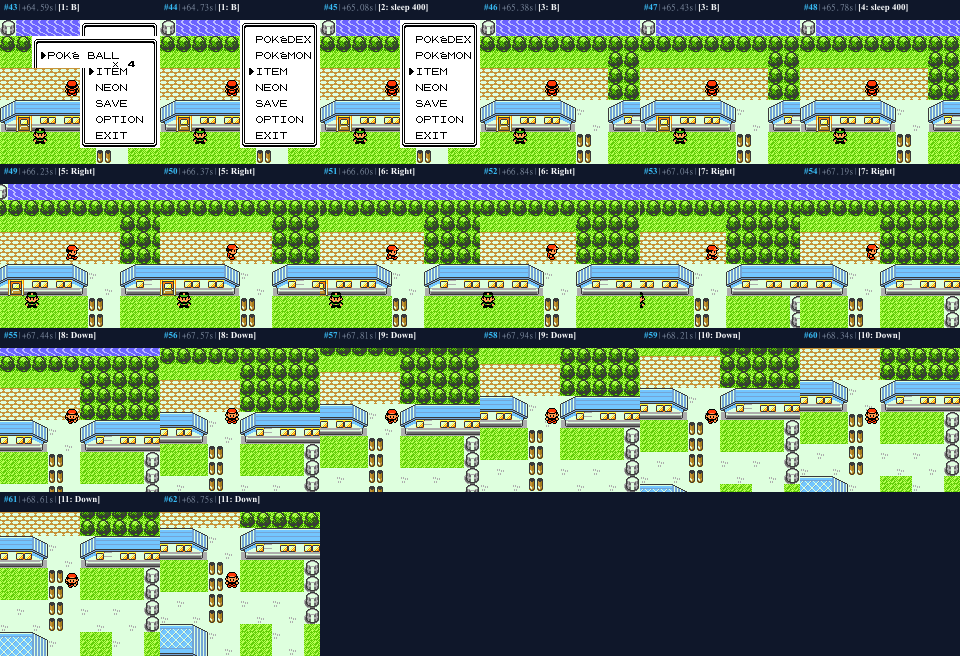 #43|+64.59s| [1: B]
#44|+64.73s| [1: B]
#45|+65.08s| [2: sleep 400]
#46|+65.38s| [3: B]
#47|+65.43s| [3: B]
#48|+65.78s| [4: sleep 400]
▶POKé BALL
× 4
▶ITEM
NEON
SAVE
OPTION
EXIT
POKéDEX
POKéMON
▶ITEM
NEON
SAVE
OPTION
EXIT
POKéDEX
POKéMON
▶ITEM
NEON
SAVE
OPTION
EXIT
#49|+66.23s| [5: Right]
#50|+66.37s| [5: Right]
#51|+66.60s| [6: Right]
#52|+66.84s| [6: Right]
#53|+67.04s| [7: Right]
#54|+67.19s| [7: Right]
#55|+67.44s| [8: Down]
#56|+67.57s| [8: Down]
#57|+67.81s| [9: Down]
#58|+67.94s| [9: Down]
#59|+68.21s| [10: Down]
#60|+68.34s| [10: Down]
#61|+68.61s| [11: Down]
#62|+68.75s| [11: Down]